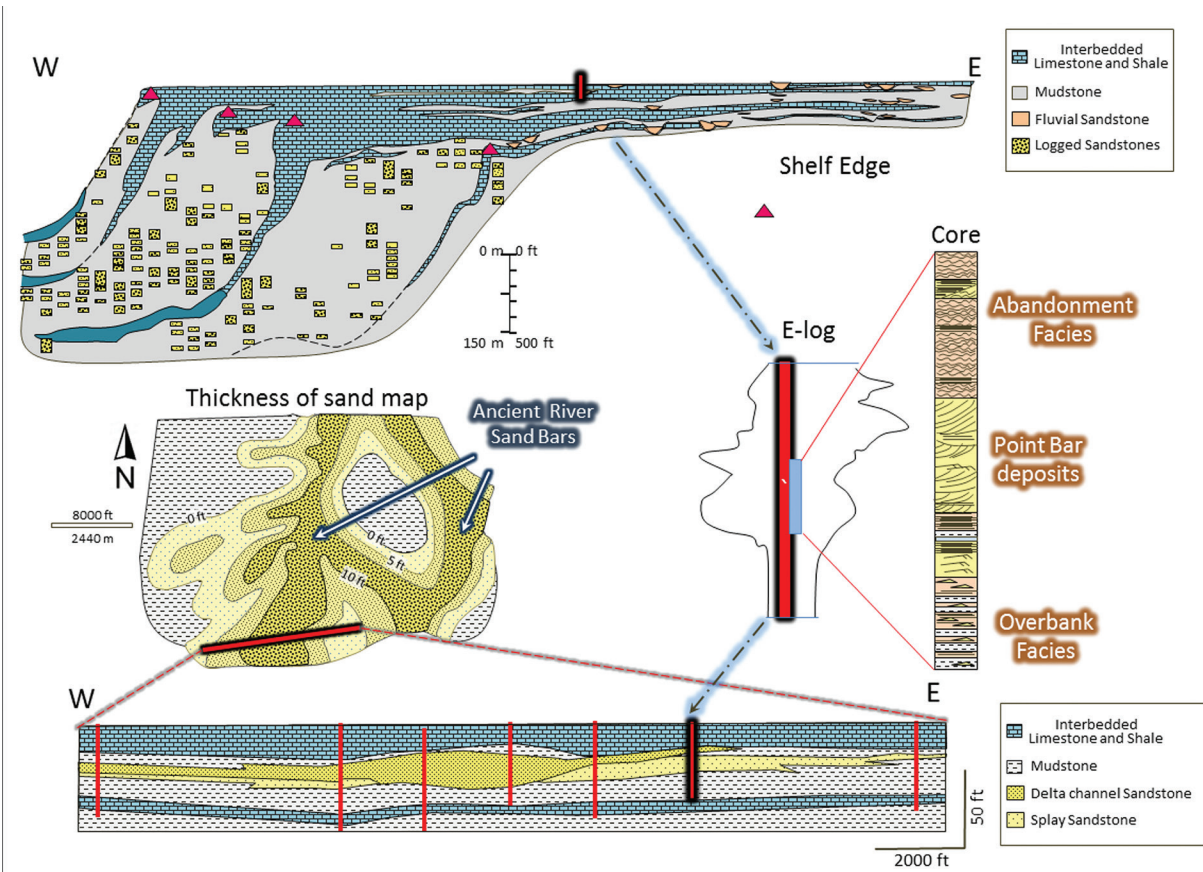 W
E
Interbedded
Limestone and Shale
Mudstone
Fluvial Sandstone
Logged Sandstones
Shelf Edge
0 m
0 ft
150 m
500 ft
Core
Abandonment
Facies
Point Bar
deposits
Overbank
Facies
E-log
Thickness of sand map
Ancient River
Sand Bars
N
8000 ft
2440 m
0 ft
0 ft
5 ft
10 ft
W
E
Interbedded
Limestone and Shale
Mudstone
Delta channel Sandstone
Splay Sandstone
50 ft
2000 ft